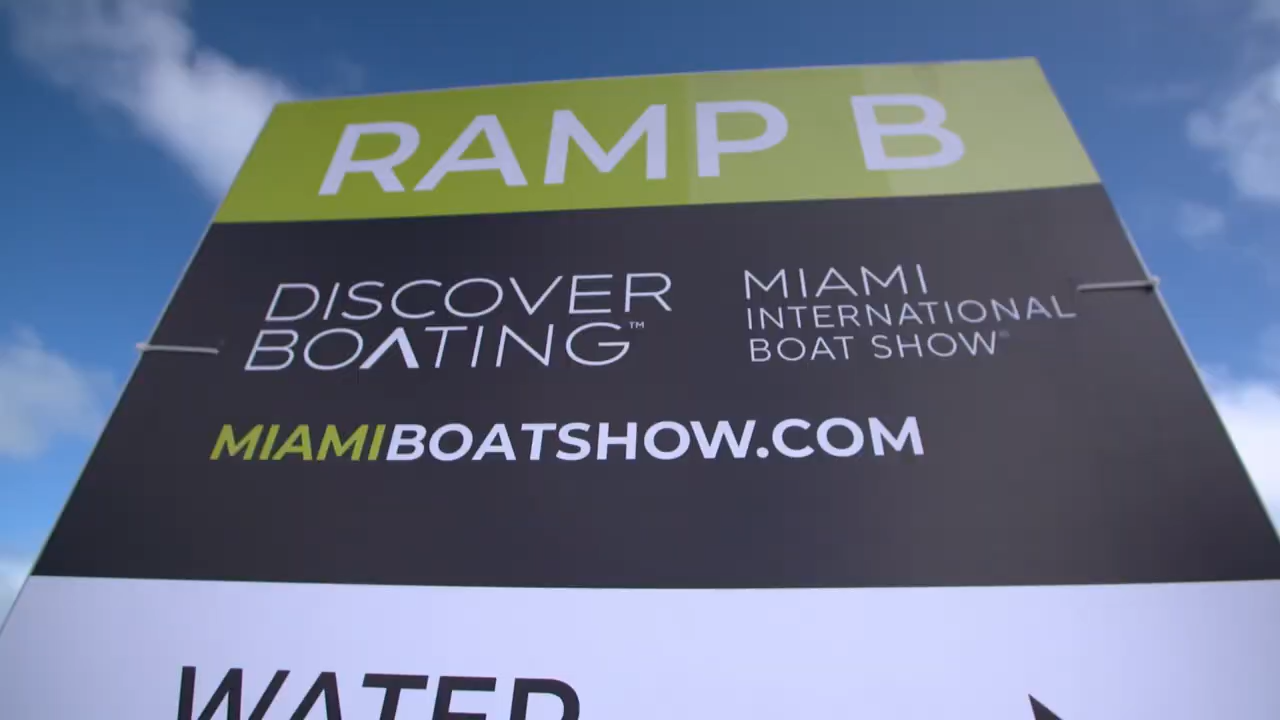 RAMP B
DISCOVER
BOATING™
MIAMI
INTERNATIONAL
BOAT SHOW®
MIAMIBOATSHOW.COM
WATER